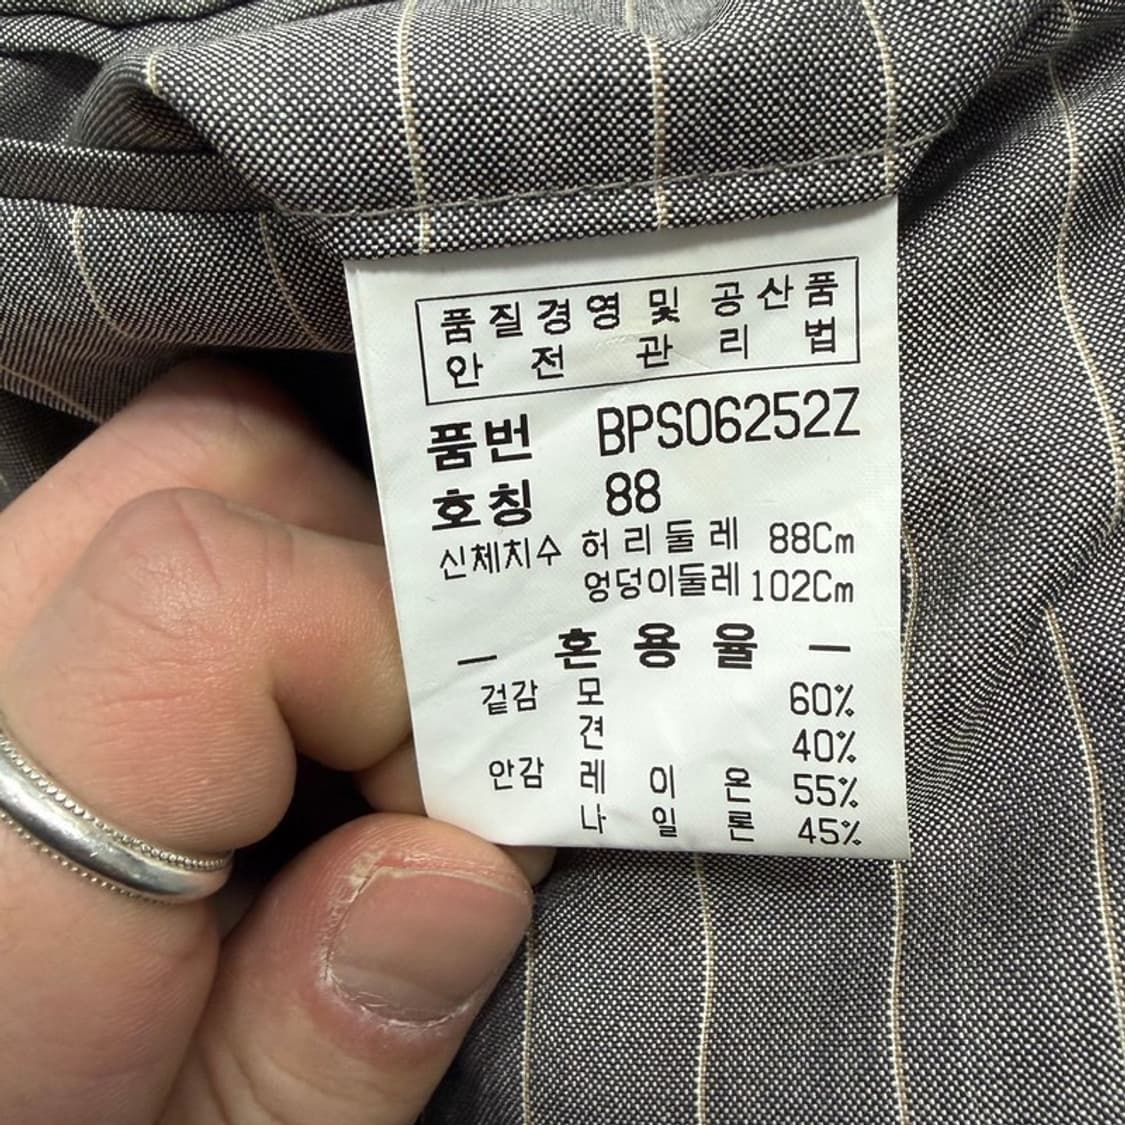 품질경영 및 공산품
안전 관리법
품번 BPS06252Z
호칭 88
신체치수 허리둘레 88Cm
엉덩이둘레 102Cm
— 혼용율 —
겉감 모 60%
견 40%
안감 레이온 55%
나일론 45%